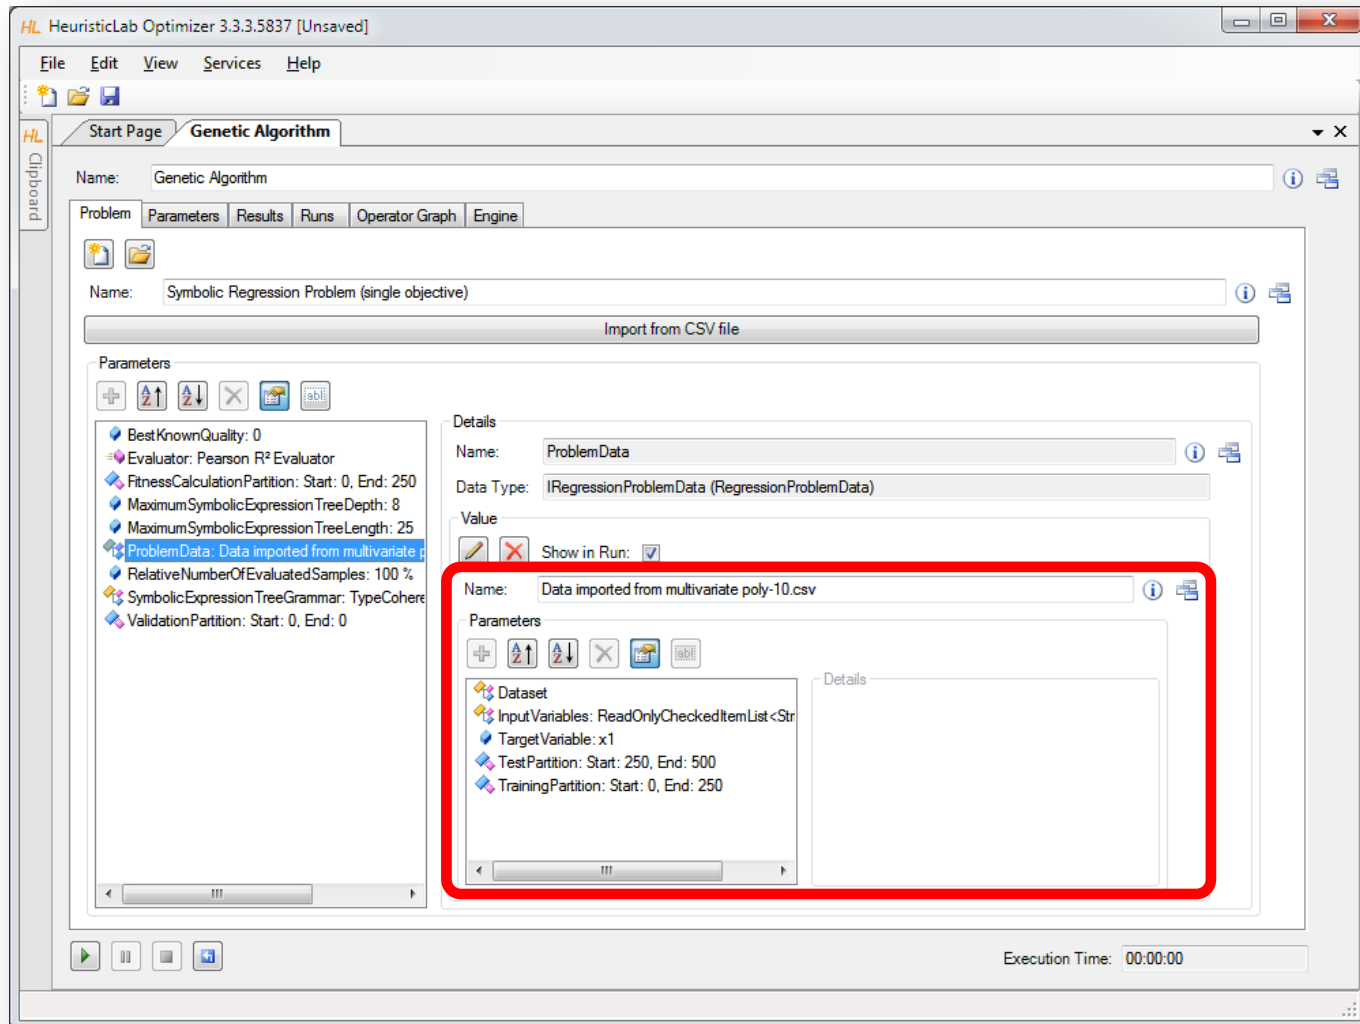 HL HeuristicLab Optimizer 3.3.3.5837 [Unsaved]
File Edit View Services Help
HL Clipboard
Start Page Genetic Algorithm
Name: Genetic Algorithm
Problem Parameters Results Runs Operator Graph Engine
Name: Symbolic Regression Problem (single objective)
Import from CSV file
Parameters
BestKnownQuality: 0
Evaluator: Pearson R² Evaluator
FitnessCalculationPartition: Start: 0, End: 250
MaximumSymbolicExpressionTreeDepth: 8
MaximumSymbolicExpressionTreeLength: 25
ProblemData: Data imported from multivariate p
RelativeNumberOfEvaluatedSamples: 100 %
SymbolicExpressionTreeGrammar: TypeCohere
ValidationPartition: Start: 0, End: 0
Details
Name: ProblemData
Data Type: IRegressionProblemData (RegressionProblemData)
Value
Show in Run:
Name: Data imported from multivariate poly-10.csv
Parameters
Dataset
InputVariables: ReadOnlyCheckedItemList<Str
TargetVariable: x1
TestPartition: Start: 250, End: 500
TrainingPartition: Start: 0, End: 250
Details
Execution Time: 00:00:00